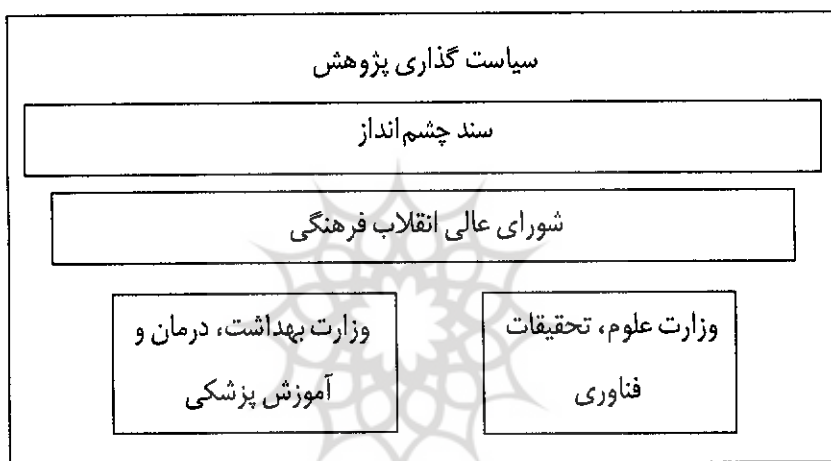 سیاست گذاری پژوهش
سند چشم‌انداز
شورای عالی انقلاب فرهنگی
وزارت علوم، تحقیقات
فناوری
وزارت بهداشت، درمان و
آموزش پزشکی